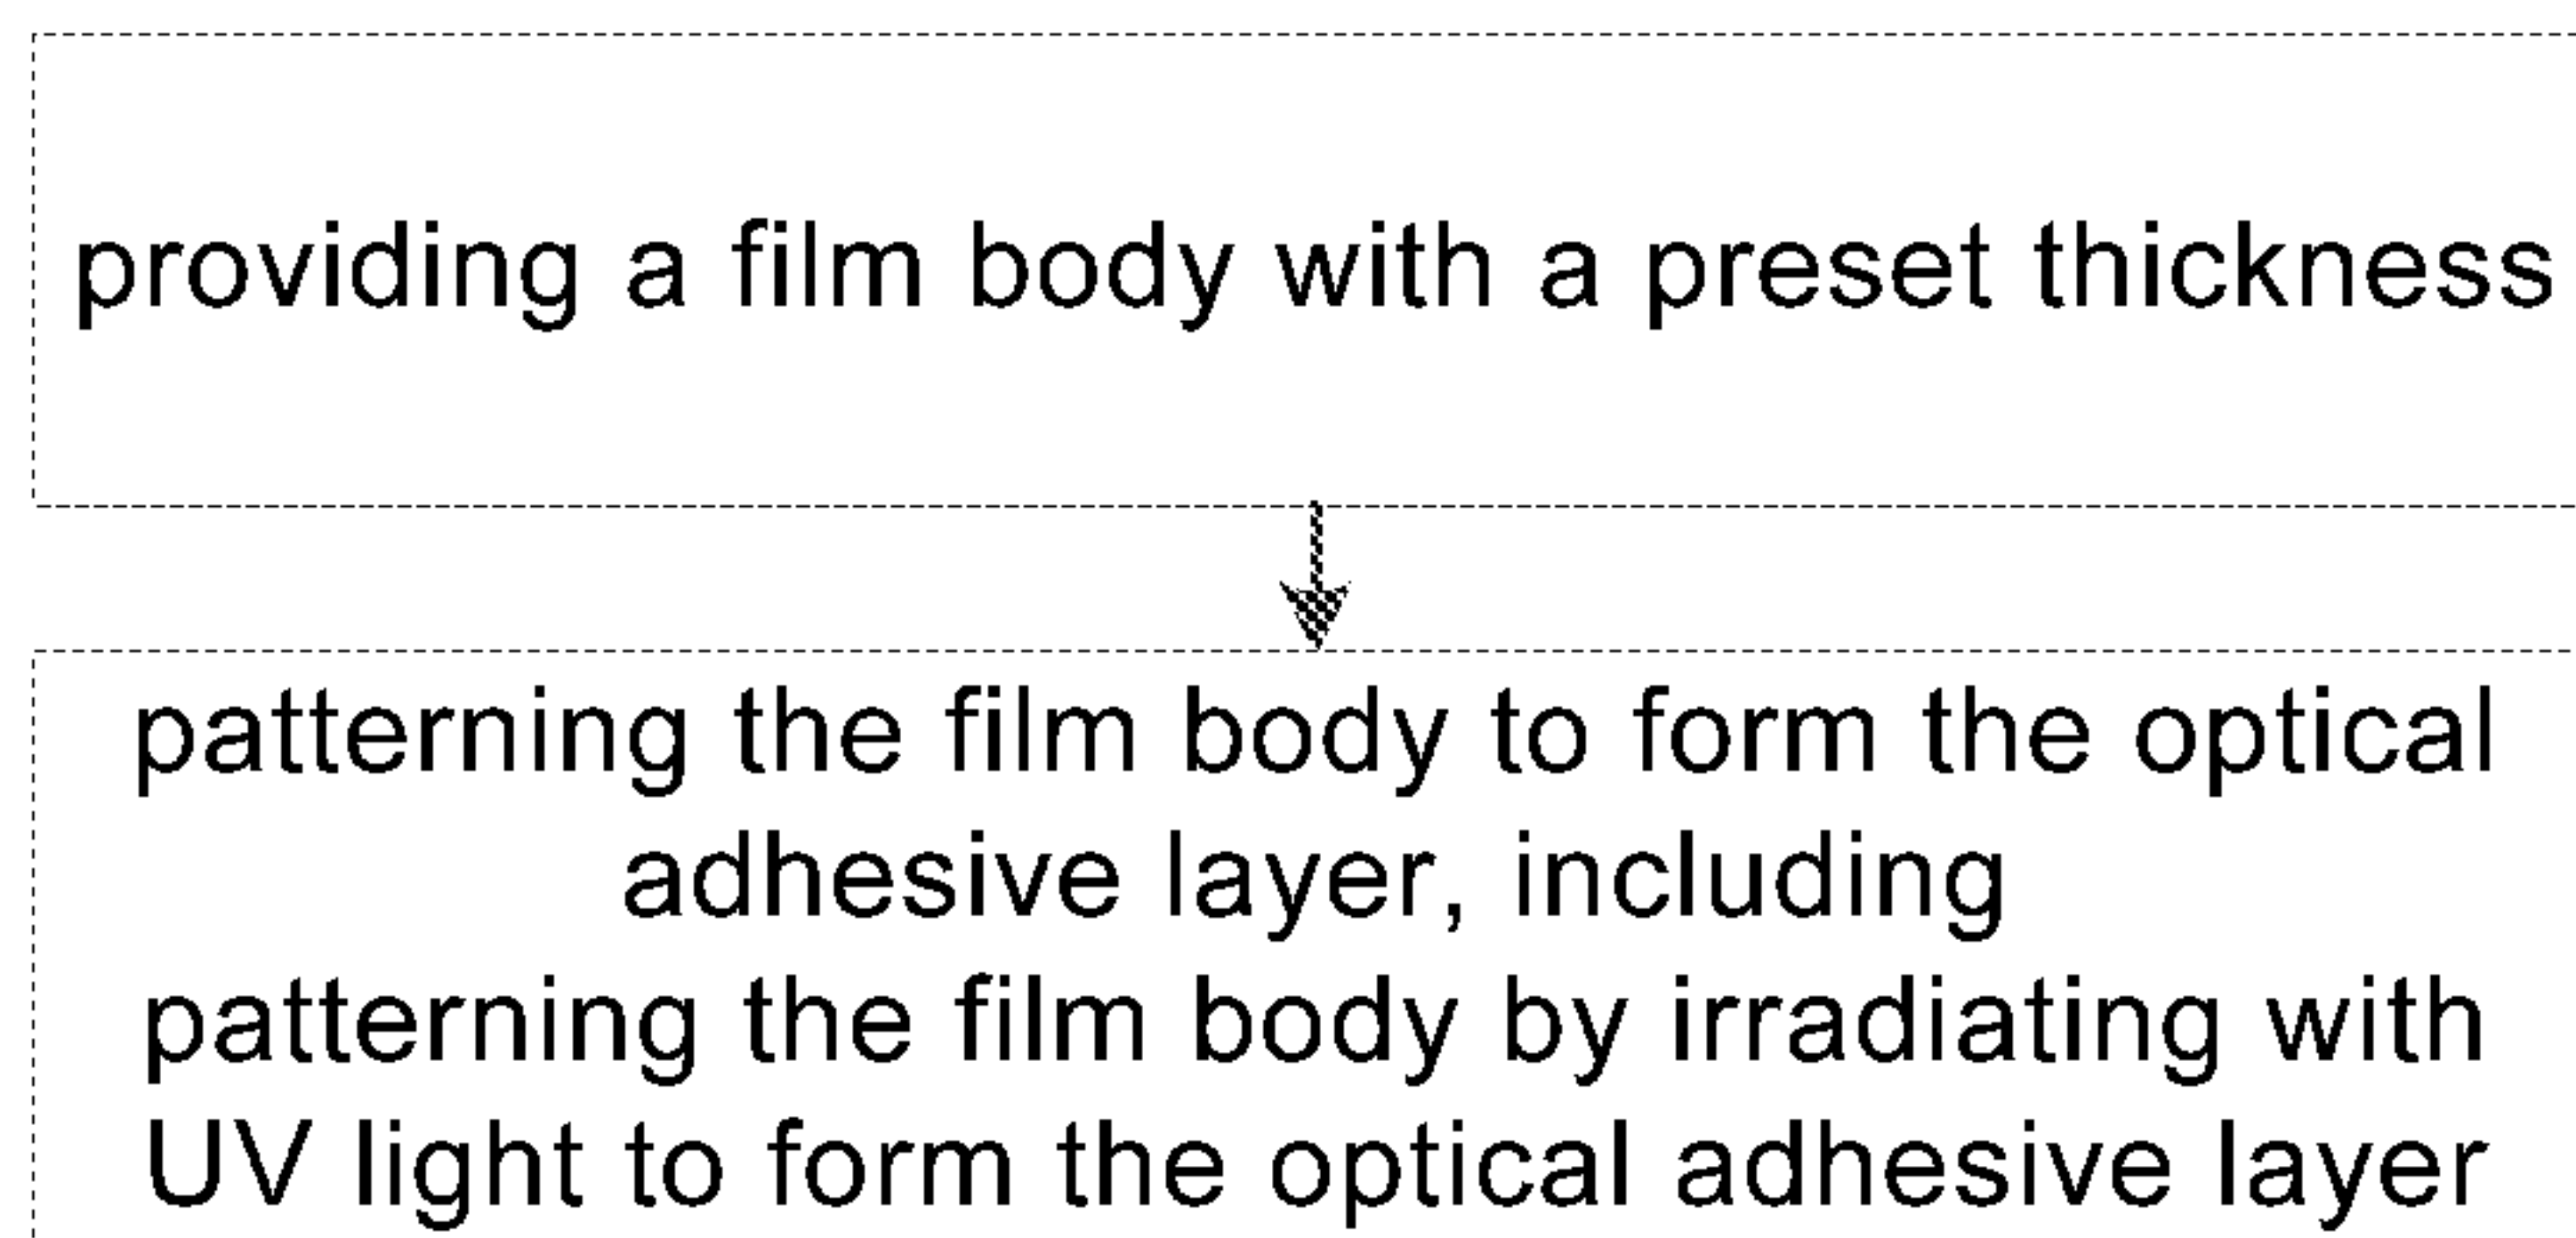 providing a film body with a preset thickness
patterning the film body to form the optical
adhesive layer, including
patterning the film body by irradiating with
UV light to form the optical adhesive layer